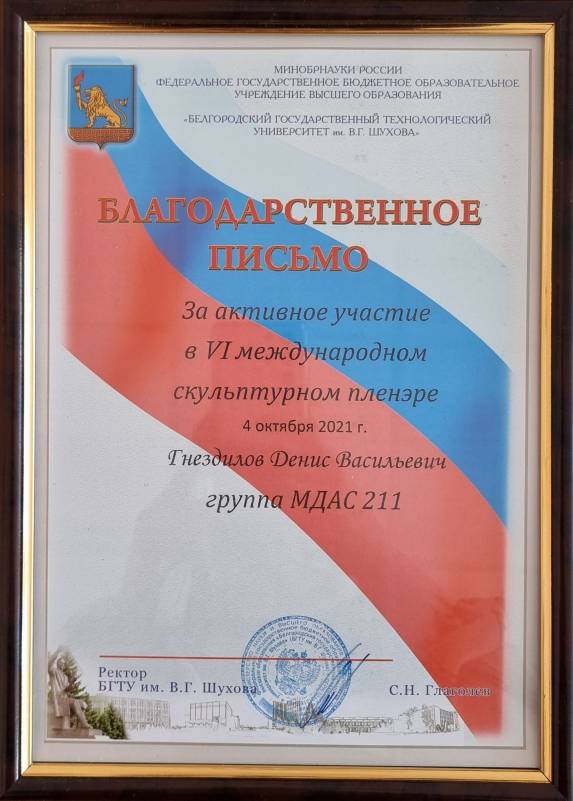 МИНОБРНАУКИ РОССИИ
ФЕДЕРАЛЬНОЕ ГОСУДАРСТВЕННОЕ БЮДЖЕТНОЕ ОБРАЗОВАТЕЛЬНОЕ
УЧРЕЖДЕНИЕ ВЫСШЕГО ОБРАЗОВАНИЯ
«БЕЛГОРОДСКИЙ ГОСУДАРСТВЕННЫЙ ТЕХНОЛОГИЧЕСКИЙ
УНИВЕРСИТЕТ им. В.Г. ШУХОВА»
БЛАГОДАРСТВЕННОЕ
ПИСЬМО
За активное участие
в VI международном
скульптурном пленэре
4 октября 2021 г.
Гнездилов Денис Васильевич
группа МДАС 211
Ректор
БГТУ им. В.Г. Шухова
С.Н. Глаголев